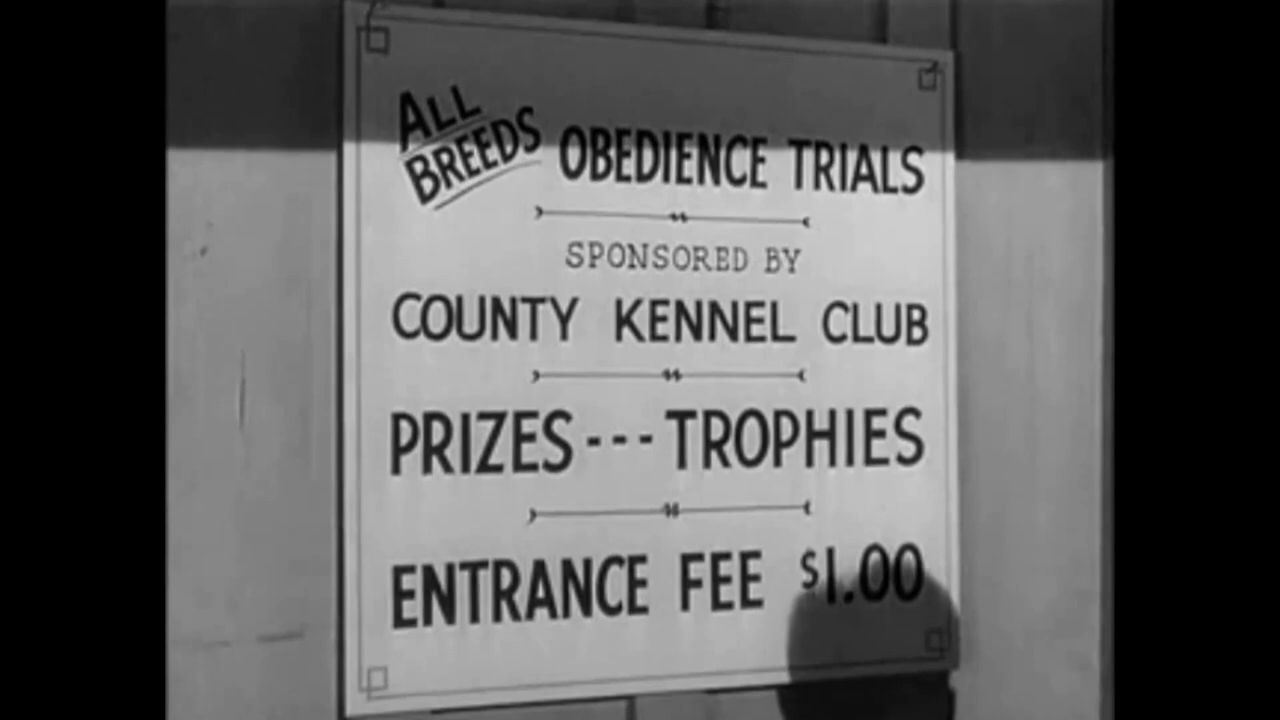 ALL
BREEDS OBEDIENCE TRIALS
SPONSORED BY
COUNTY KENNEL CLUB
PRIZES---TROPHIES
ENTRANCE FEE $1.00